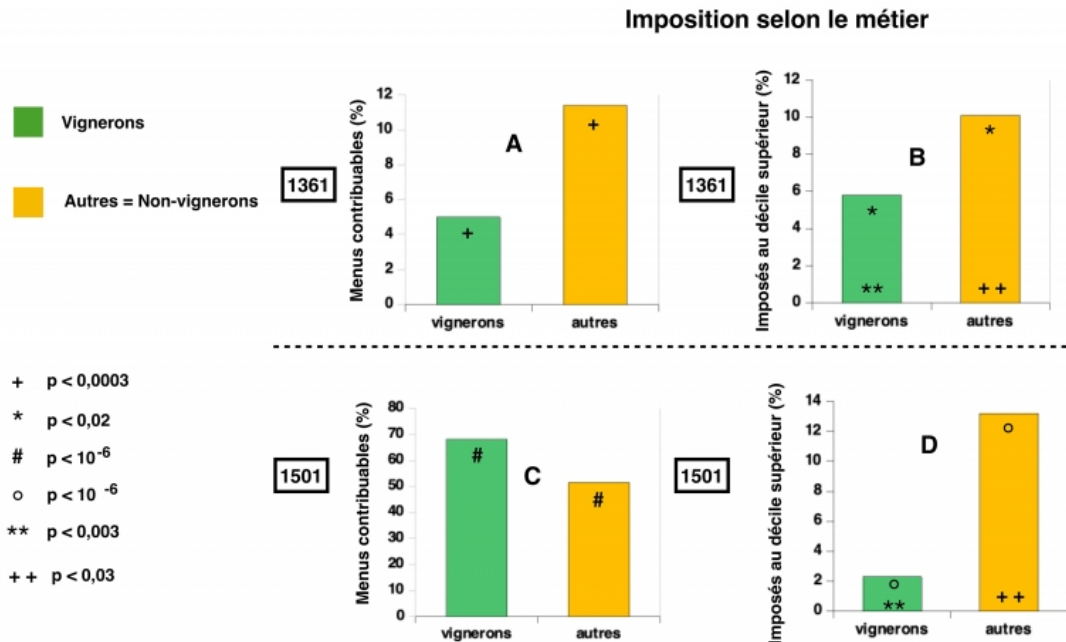 Imposition selon le métier
Vignerons
Autres = Non-vignerons
1361
Menus contribuables (%)
12
10
8
6
4
2
0
A
+
+
vignerons
autres
1361
Imposés au décile supérieur (%)
12
10
8
6
4
2
0
B
*
*
**
++
vignerons
autres
+ p < 0,0003
* p < 0,02
# p < 10 -6
o p < 10 -6
** p < 0,003
++ p < 0,03
1501
Menus contribuables (%)
80
70
60
50
40
30
20
10
0
C
#
#
vignerons
autres
1501
Imposés au décile supérieur (%)
14
12
10
8
6
4
2
0
D
o
o
**
++
vignerons
autres